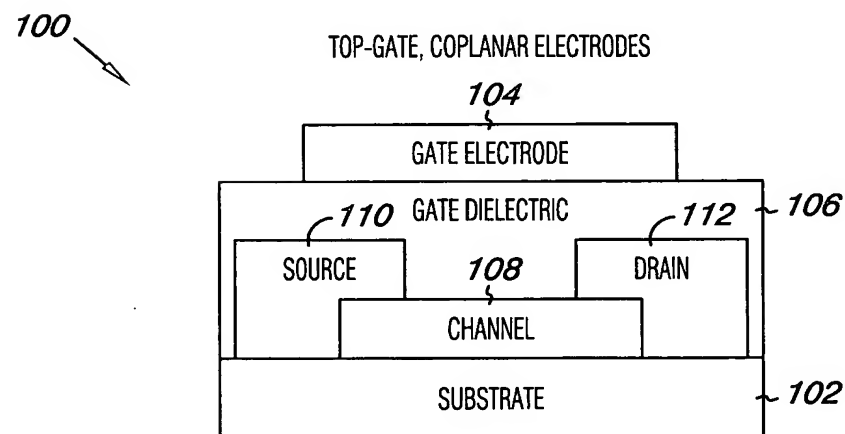 100
TOP-GATE, COPLANAR ELECTRODES
104
GATE ELECTRODE
GATE DIELECTRIC
106
110
112
SOURCE
108
DRAIN
CHANNEL
SUBSTRATE
102